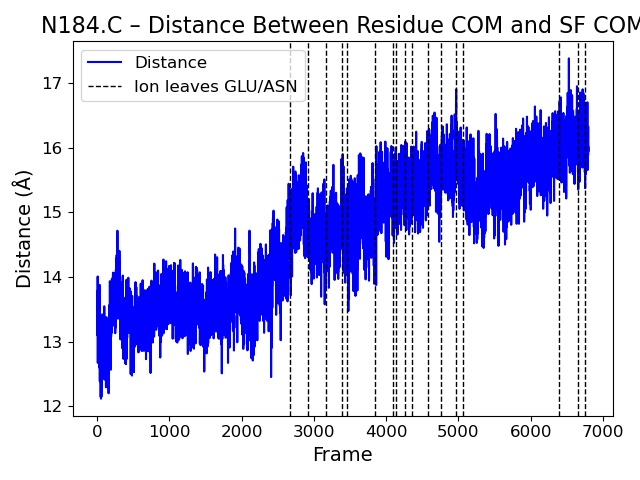 N184.C – Distance Between Residue COM and SF COM
Distance
Ion leaves GLU/ASN
Distance (Å)
17
16
15
14
13
12
0 1000 2000 3000 4000 5000 6000 7000
Frame